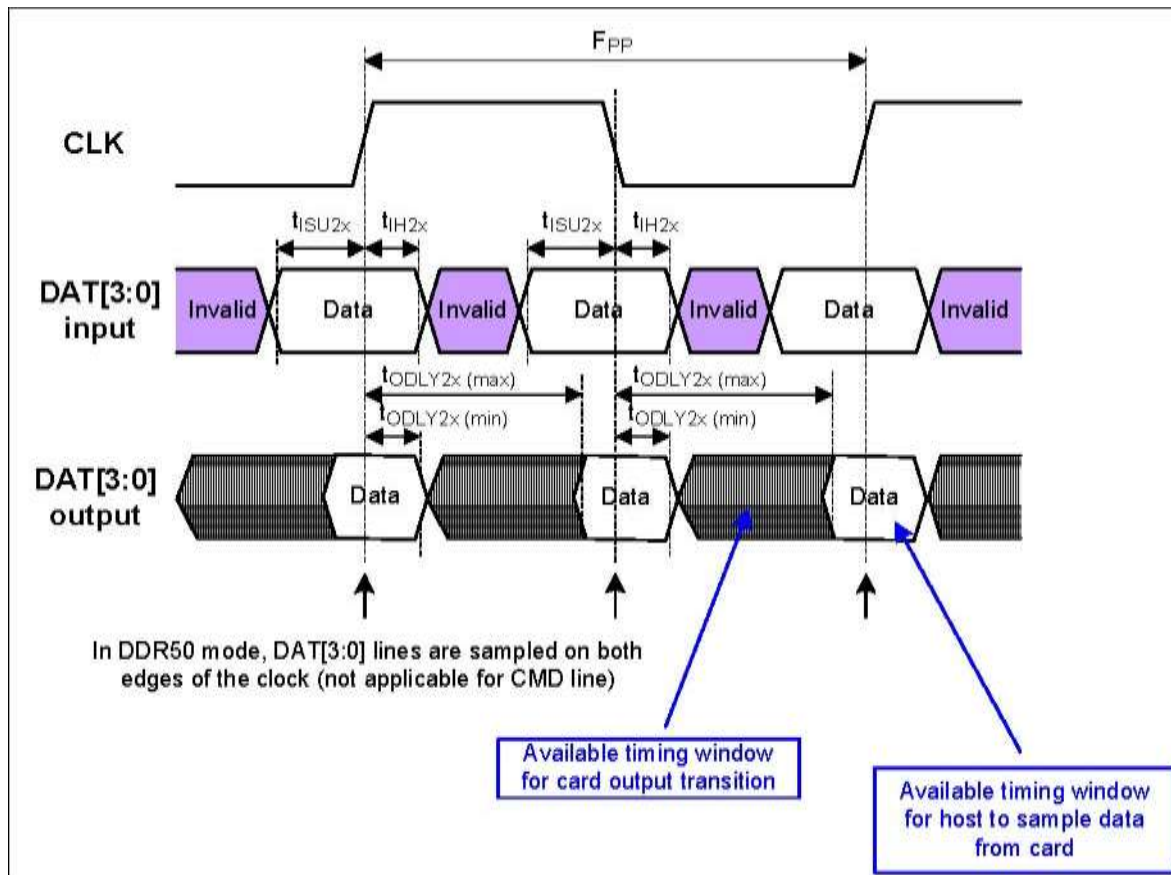 FPP
CLK
tISU2x
tIH2x
tISU2x
tIH2x
DAT[3:0]
input
Invalid
Data
Invalid
Data
Invalid
Data
Invalid
tODLY2x (max)
tODLY2x (max)
tODLY2x (min)
tODLY2x (min)
DAT[3:0]
output
Data
Data
Data
In DDR50 mode, DAT[3:0] lines are sampled on both
edges of the clock (not applicable for CMD line)
Available timing window
for card output transition
Available timing window
for host to sample data
from card